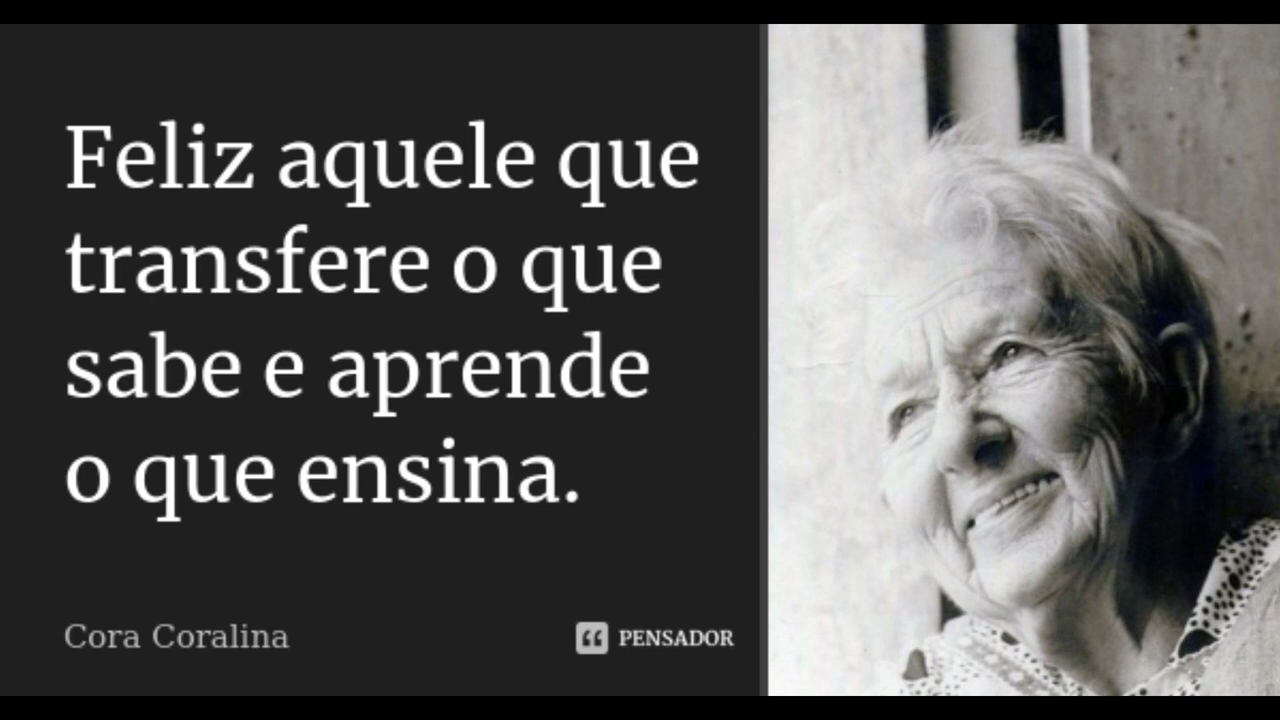 Feliz aquele que
transfere o que
sabe e aprende
o que ensina.
Cora Coralina
PENSADOR